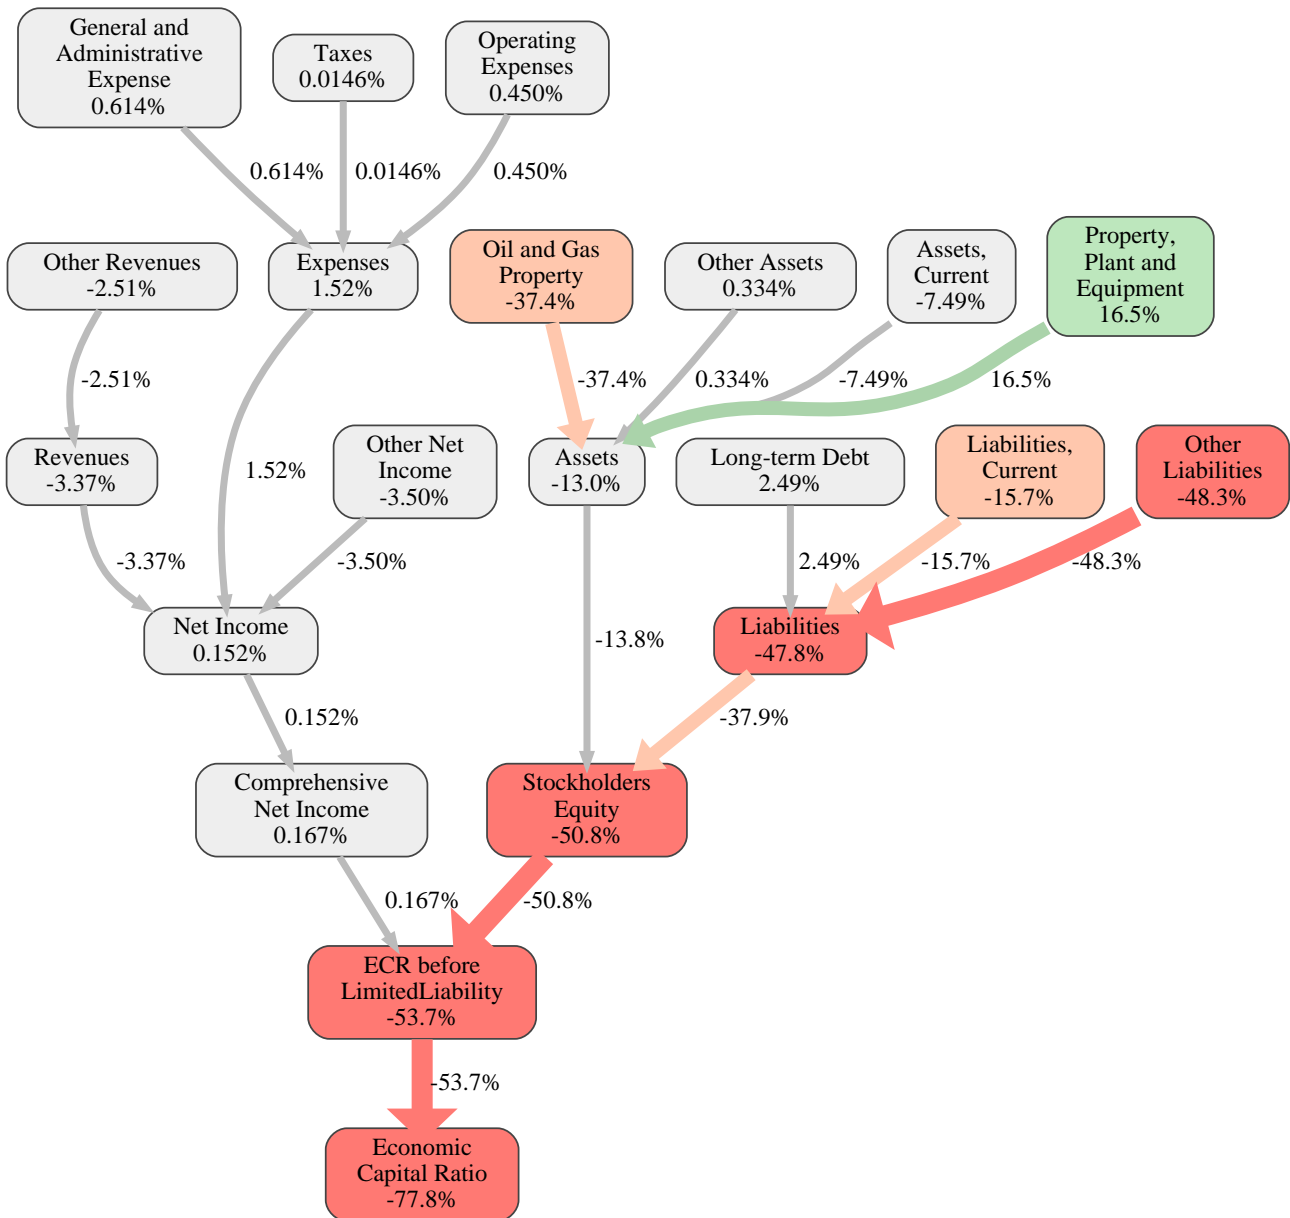 General and
Administrative
Expense
0.614%
Taxes
0.0146%
Operating
Expenses
0.450%
0.614%
0.0146%
0.450%
Other Revenues
-2.51%
Expenses
1.52%
Oil and Gas
Property
-37.4%
Other Assets
0.334%
Assets,
Current
-7.49%
Property,
Plant and
Equipment
16.5%
-2.51%
-37.4%
0.334%
-7.49%
16.5%
Revenues
-3.37%
1.52%
Other Net
Income
-3.50%
Assets
-13.0%
Long-term Debt
2.49%
Liabilities,
Current
-15.7%
Other
Liabilities
-48.3%
-3.37%
-3.50%
2.49%
-15.7%
-48.3%
Net Income
0.152%
-13.8%
Liabilities
-47.8%
0.152%
-37.9%
Comprehensive
Net Income
0.167%
Stockholders
Equity
-50.8%
0.167%
-50.8%
ECR before
LimitedLiability
-53.7%
-53.7%
Economic
Capital Ratio
-77.8%